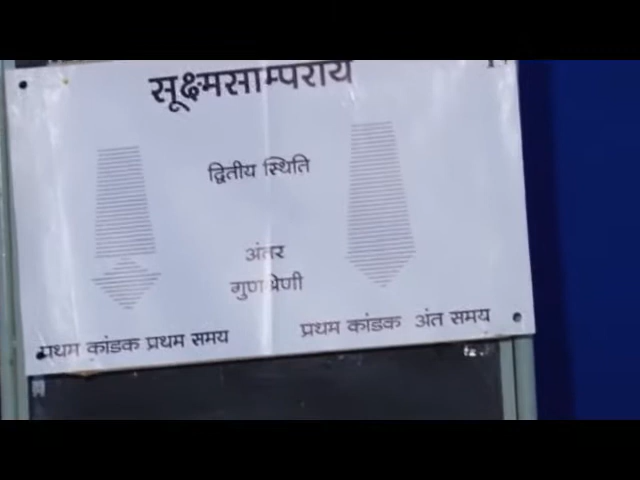 सूक्ष्मसाम्पराय
द्वितीय स्थिति
अंतर
गुणश्रेणी
प्रथम कांडक प्रथम समय
प्रथम कांडक अंत समय